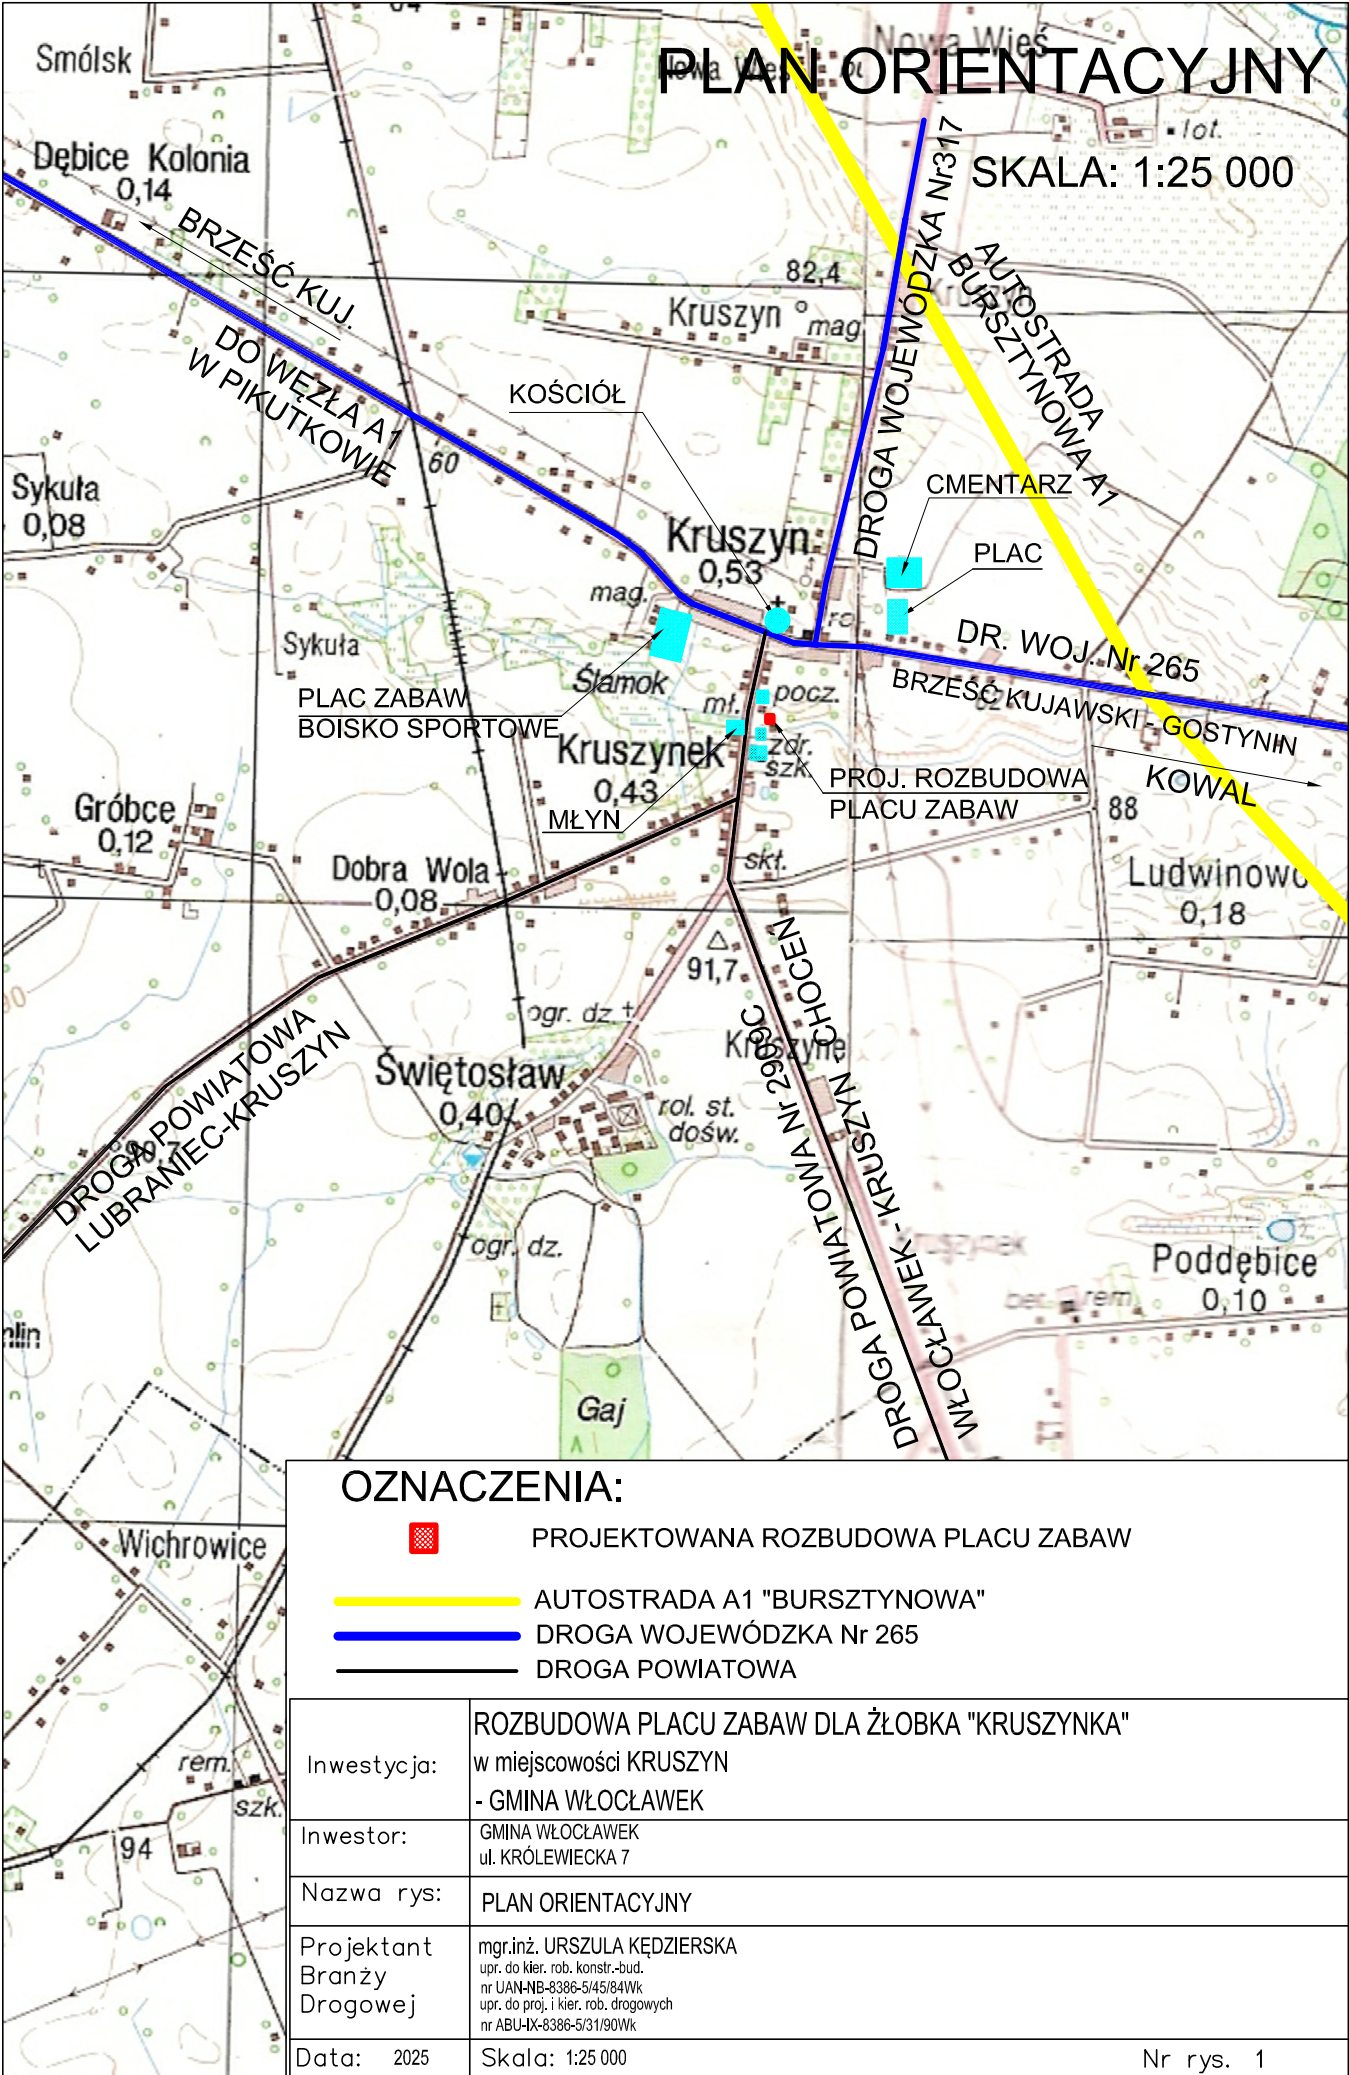 PLAN ORIENTACYJNY
SKALA: 1:25 000
Smólsk
Nowa Wieś
Nowa Wieś
lot.
Dębice Kolonia
0,14
BRZEŚĆ KUJ.
DO WĘZŁA A1
W PIKUTKOWIE
60
82,4
Kruszyn
mag.
DROGA WOJEWÓDZKA Nr317
AUTOSTRADA
BURSZTYNOWA A1
KOŚCIÓŁ
Sykuła
0,08
CMENTARZ
PLAC
Kruszyn
0,53
mag.
Sykuła
Ślamok
PLAC ZABAW
BOISKO SPORTOWE
DR. WOJ. Nr 265
BRZEŚĆ KUJAWSKI - GOSTYNIN
KOWAL
mł.
pocz.
zdr.
szk.
Kruszynek
0,43
MŁYN
PROJ. ROZBUDOWA
PLACU ZABAW
88
Gróbce
0,12
Dobra Wola
0,08
skł.
Ludwinowo
0,18
91,7
90
ogr. dz.
Świętosław
0,40
rol. st.
dośw.
DROGA POWIATOWA
LUBRANIEC-KRUSZYN
90,7
DROGA POWIATOWA Nr 2909C
WŁOCŁAWEK - KRUSZYN - CHOCEŃ
Kruszynek
ogr. dz.
Poddębice
0,10
rem.
Gaj
Wichrowice
rem.
szk.
94
OZNACZENIA:
PROJEKTOWANA ROZBUDOWA PLACU ZABAW
AUTOSTRADA A1 "BURSZTYNOWA"
DROGA WOJEWÓDZKA Nr 265
DROGA POWIATOWA
Inwestycja:
ROZBUDOWA PLACU ZABAW DLA ŻŁOBKA "KRUSZYNKA"
w miejscowości KRUSZYN
- GMINA WŁOCŁAWEK
Inwestor:
GMINA WŁOCŁAWEK
ul. KRÓLEWIECKA 7
Nazwa rys:
PLAN ORIENTACYJNY
Projektant
Branży
Drogowej
mgr.inż. URSZULA KĘDZIERSKA
upr. do kier. rob. konstr.-bud.
nr UAN-NB-8386-5/45/84Wk
upr. do proj. i kier. rob. drogowych
nr ABU-IX-8386-5/31/90Wk
Data: 2025
Skala: 1:25 000
Nr rys. 1